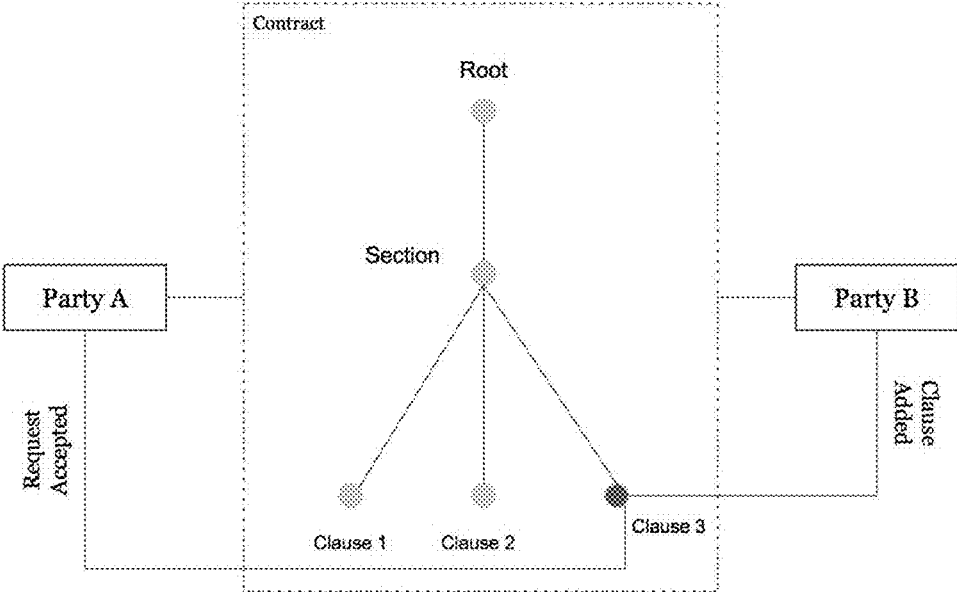 Contract
Root
Section
Party A
Party B
Request
Accepted
Clause
Added
Clause 1
Clause 2
Clause 3